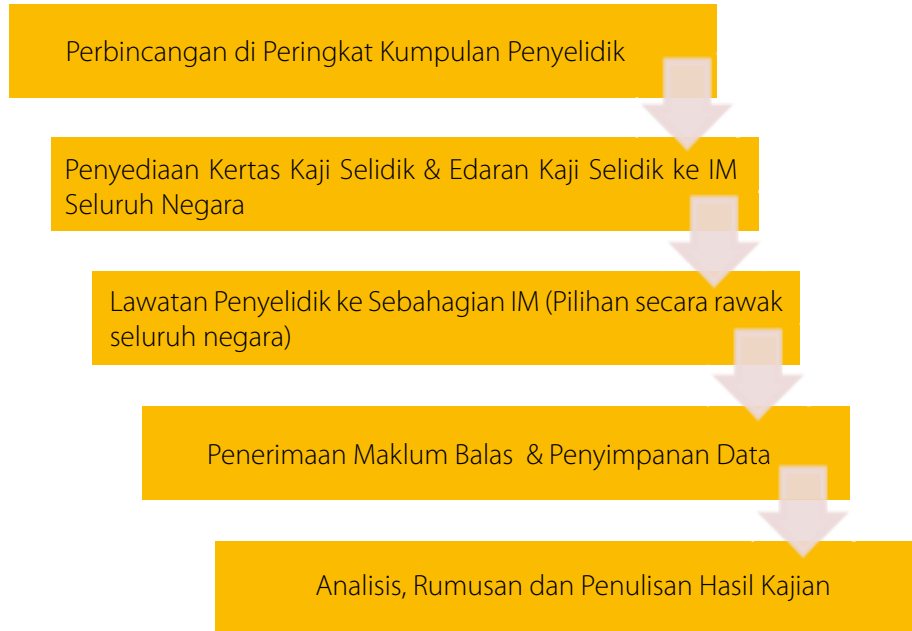 Perbincangan di Peringkat Kumpulan Penyelidik
Penyediaan Kertas Kaji Selidik & Edaran Kaji Selidik ke IM
Seluruh Negara
Lawatan Penyelidik ke Sebahagian IM (Pilihan secara rawak
seluruh negara)
Penerimaan Maklum Balas & Penyimpanan Data
Analisis, Rumusan dan Penulisan Hasil Kajian